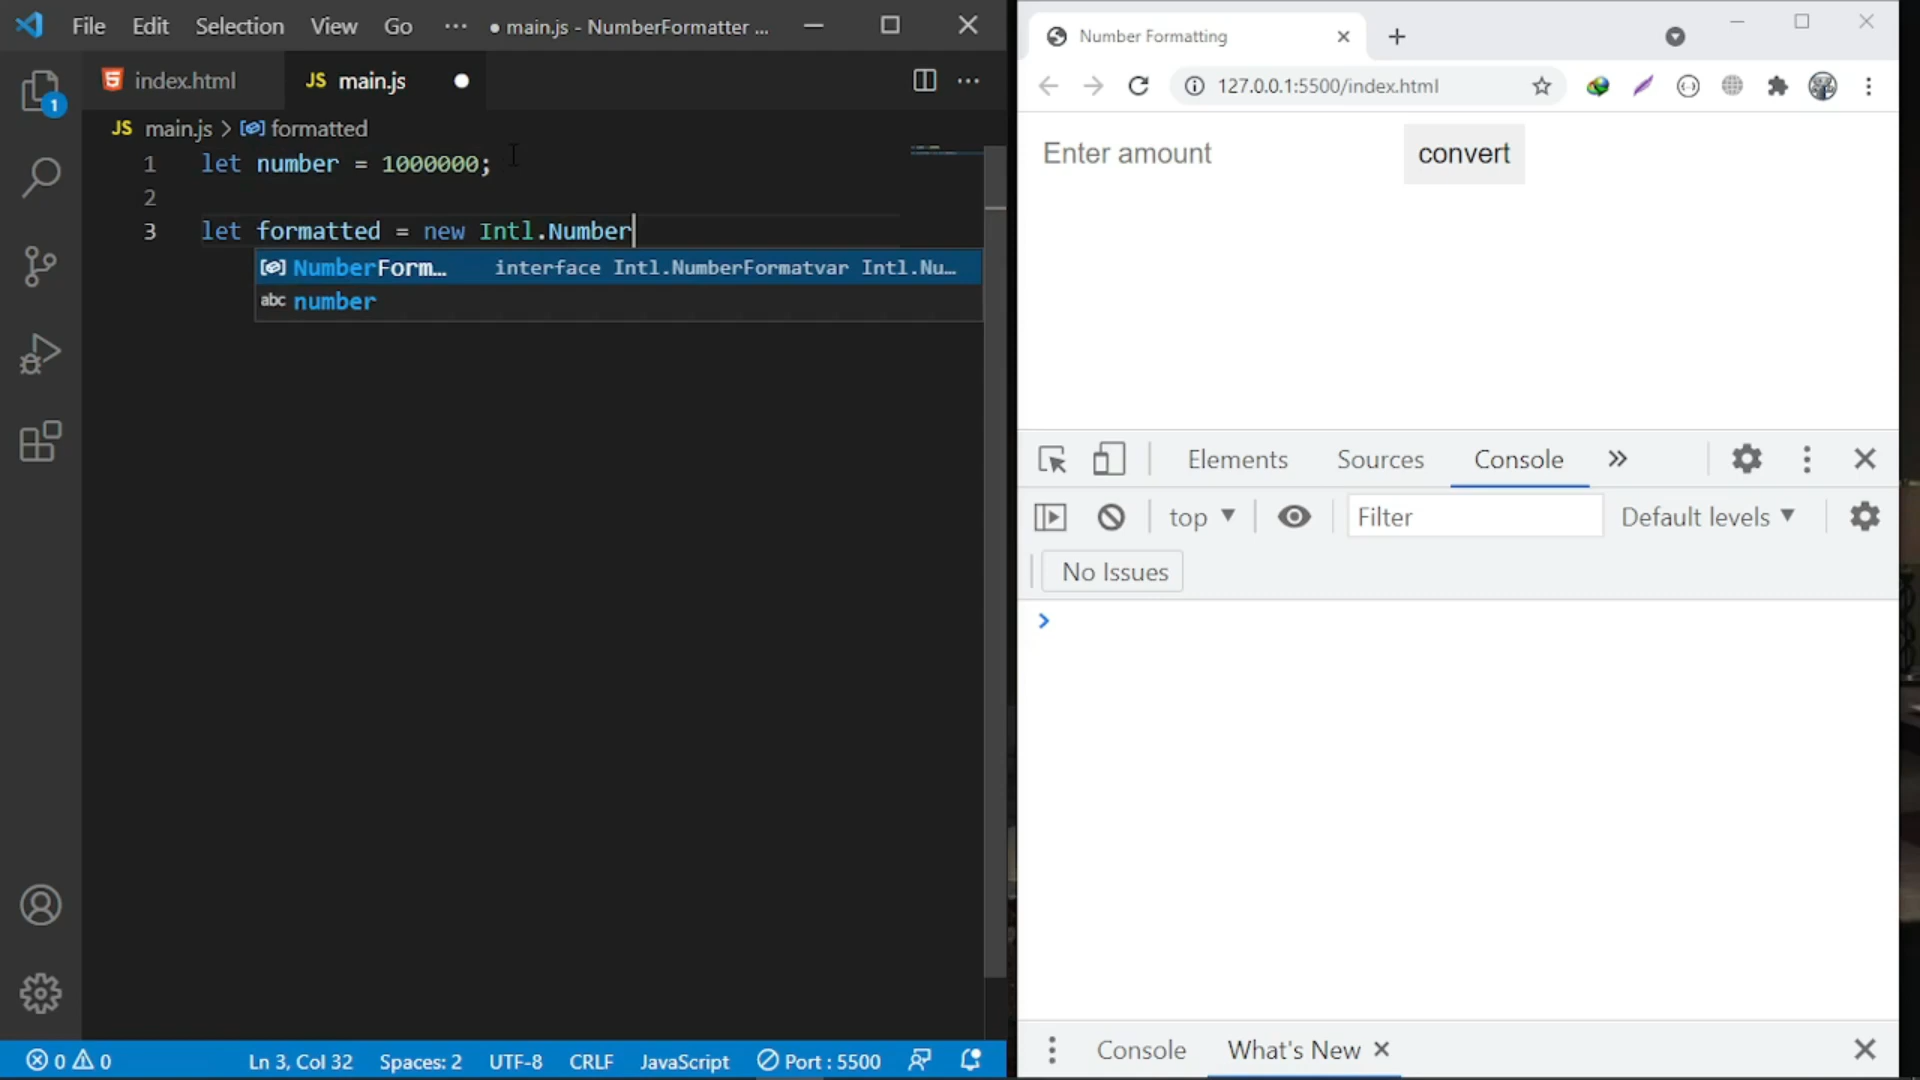 File Edit Selection View Go ··· ● main.js - NumberFormatter ...
index.html JS main.js
JS main.js > formatted
1 let number = 1000000;
2
3 let formatted = new Intl.Number
NumberForm… interface Intl.NumberFormatvar Intl.Nu…
abc number
0 0 Ln 3, Col 32 Spaces: 2 UTF-8 CRLF JavaScript Port : 5500
Number Formatting
127.0.0.1:5500/index.html
Enter amount convert
Elements Sources Console »
top Filter Default levels
No Issues
>
Console What's New
1
5